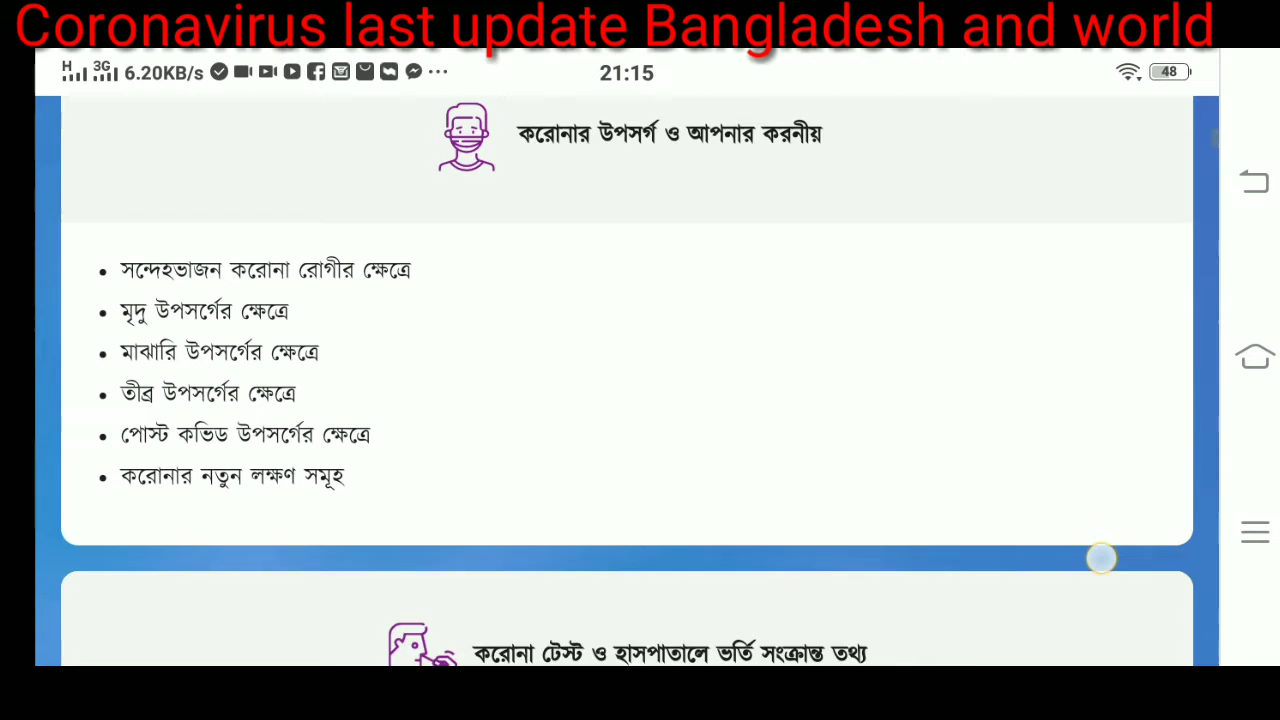 Coronavirus last update Bangladesh and world
H 3G 6.20KB/s 21:15 48
করোনার উপসর্গ ও আপনার করনীয়
সন্দেহভাজন করোনা রোগীর ক্ষেত্রে
মৃদু উপসর্গের ক্ষেত্রে
মাঝারি উপসর্গের ক্ষেত্রে
তীব্র উপসর্গের ক্ষেত্রে
পোস্ট কভিড উপসর্গের ক্ষেত্রে
করোনার নতুন লক্ষণ সমূহ
করোনা টেস্ট ও হাসপাতালে ভর্তি সংক্রান্ত তথ্য